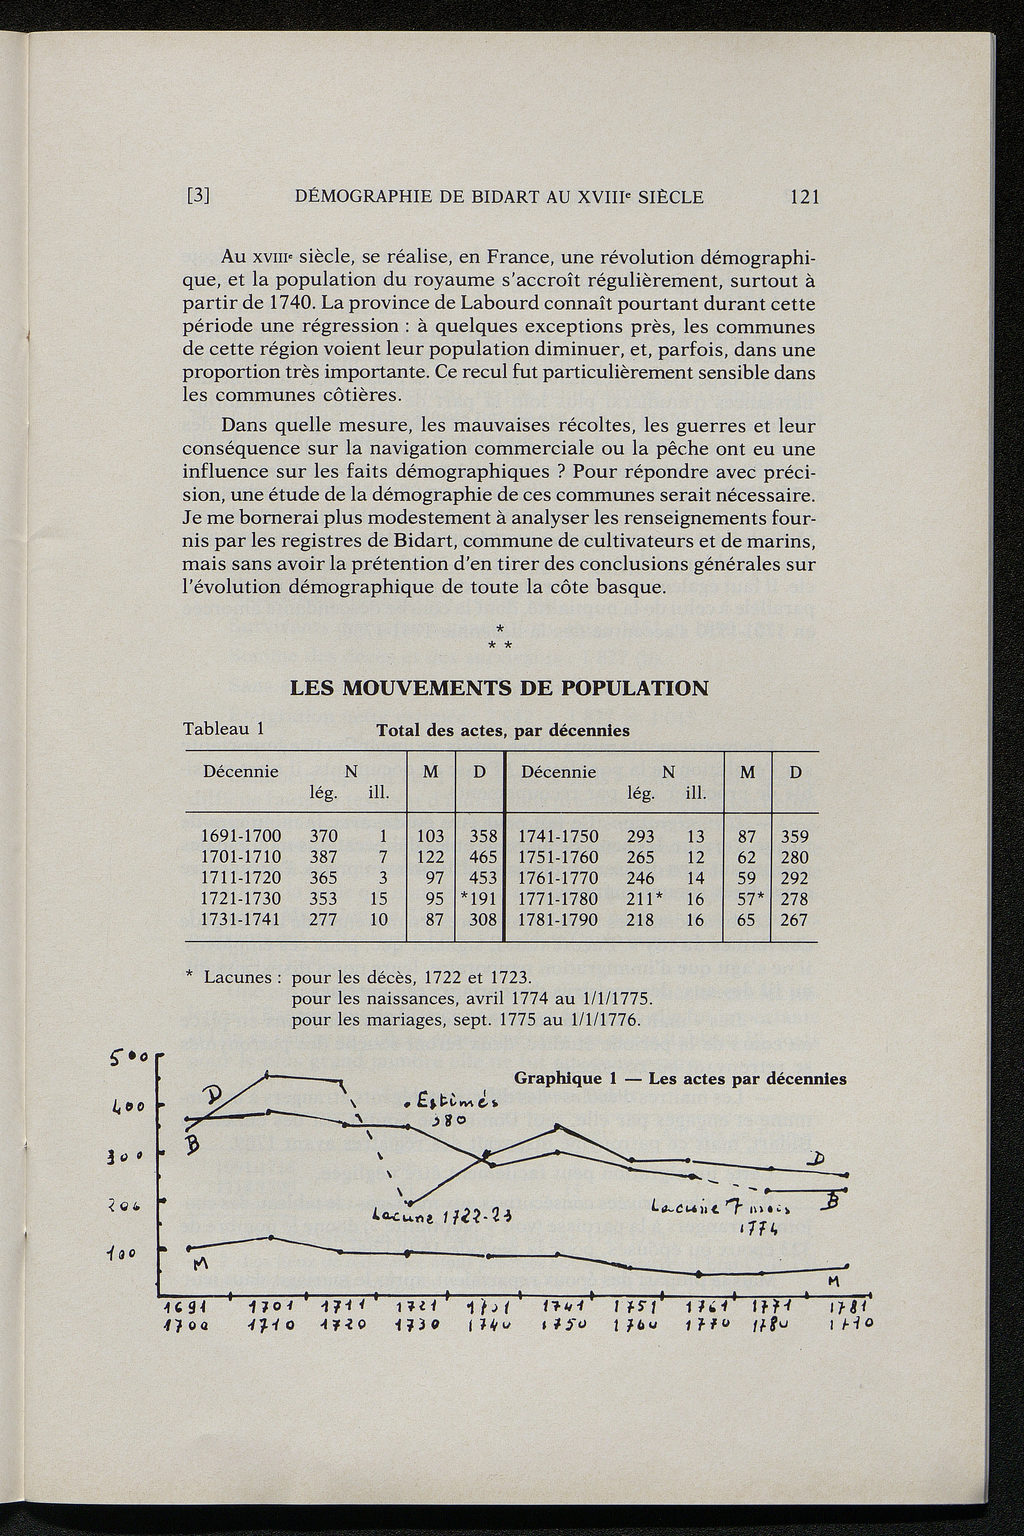 [3] DÉMOGRAPHIE DE BIDART AU XVIIIe SIÈCLE 121
Au XVIIIe siècle, se réalise, en France, une révolution démographi-
que, et la population du royaume s'accroît régulièrement, surtout à
partir de 1740. La province de Labourd connaît pourtant durant cette
période une régression : à quelques exceptions près, les communes
de cette région voient leur population diminuer, et, parfois, dans une
proportion très importante. Ce recul fut particulièrement sensible dans
les communes côtières.
Dans quelle mesure, les mauvaises récoltes, les guerres et leur
conséquence sur la navigation commerciale ou la pêche ont eu une
influence sur les faits démographiques ? Pour répondre avec préci-
sion, une étude de la démographie de ces communes serait nécessaire.
Je me bornerai plus modestement à analyser les renseignements four-
nis par les registres de Bidart, commune de cultivateurs et de marins,
mais sans avoir la prétention d'en tirer des conclusions générales sur
l'évolution démographique de toute la côte basque.
*
* *
LES MOUVEMENTS DE POPULATION
Tableau 1 Total des actes, par décennies
Décennie N M D Décennie N M D
lég. ill. lég. ill.
1691-1700 370 1 103 358 1741-1750 293 13 87 359
1701-1710 387 7 122 465 1751-1760 265 12 62 280
1711-1720 365 3 97 453 1761-1770 246 14 59 292
1721-1730 353 15 95 *191 1771-1780 211* 16 57* 278
1731-1741 277 10 87 308 1781-1790 218 16 65 267
* Lacunes : pour les décès, 1722 et 1723.
pour les naissances, avril 1774 au 1/1/1775.
pour les mariages, sept. 1775 au 1/1/1776.
Graphique 1 — Les actes par décennies
500
400
300
200
100
D
B
M
Estimés
380
Lacune 1722-23
Lacune 7 mois
1774
D
B
M
1691 1701 1711 1721 1731 1741 1751 1761 1771 1781
1700 1710 1720 1730 1740 1750 1760 1770 1780 1790